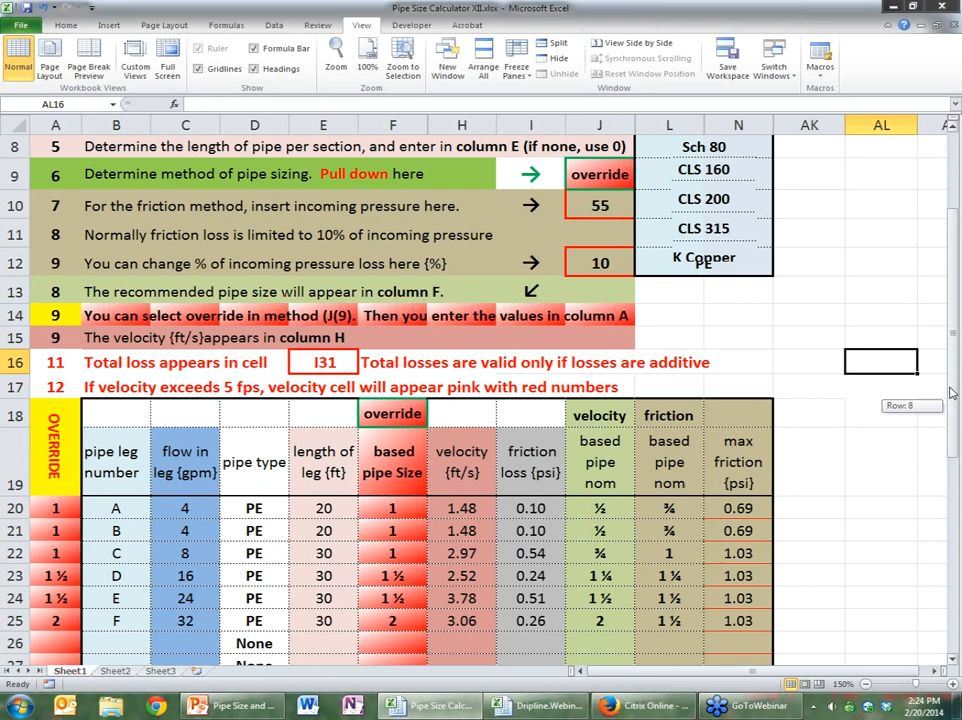 Pipe Size Calculator XII.xlsx - Microsoft Excel
File Home Insert Page Layout Formulas Data Review View Developer Acrobat
Normal Page Layout Page Break Preview Custom Views Full Screen
Ruler Formula Bar
Gridlines Headings
Zoom 100% Zoom to Selection New Window Arrange All Freeze Panes
Split Hide Unhide
View Side by Side
Synchronous Scrolling
Reset Window Position
Save Workspace Switch Windows Macros
Workbook Views Show Zoom Window Macros
AL16 fx
A B C D E F H I J L N AK AL
8 5 Determine the length of pipe per section, and enter in column E (if none, use 0) Sch 80
9 6 Determine method of pipe sizing. Pull down here → override CLS 160
10 7 For the friction method, insert incoming pressure here. → 55 CLS 200
11 8 Normally friction loss is limited to 10% of incoming pressure CLS 315
12 9 You can change % of incoming pressure loss here {%} → 10 K Copper PE
13 8 The recommended pipe size will appear in column F. ↙
14 9 You can select override in method (J(9). Then you enter the values in column A
15 9 The velocity {ft/s}appears in column H
16 11 Total loss appears in cell I31 Total losses are valid only if losses are additive
17 12 If velocity exceeds 5 fps, velocity cell will appear pink with red numbers
Row: 8
18 override velocity friction
19 OVERRIDE pipe leg number flow in leg {gpm} pipe type length of leg {ft} based pipe Size velocity {ft/s} friction loss {psi} based pipe nom based pipe nom max friction {psi}
20 1 A 4 PE 20 1 1.48 0.10 ½ ¾ 0.69
21 1 B 4 PE 20 1 1.48 0.10 ½ ¾ 0.69
22 1 C 8 PE 30 1 2.97 0.54 ¾ 1 1.03
23 1 ½ D 16 PE 30 1 ½ 2.52 0.24 1 ¼ 1 ¼ 1.03
24 1 ½ E 24 PE 30 1 ½ 3.78 0.51 1 ½ 1 ½ 1.03
25 2 F 32 PE 30 2 3.06 0.26 2 1 ½ 1.03
26 None
27 None
Sheet1 Sheet2 Sheet3
Ready 150%
Pipe Size and ... Pipe Size Calc... Dripline.Webin... Citrix Online - ... GoToWebinar
2:24 PM
2/20/2014